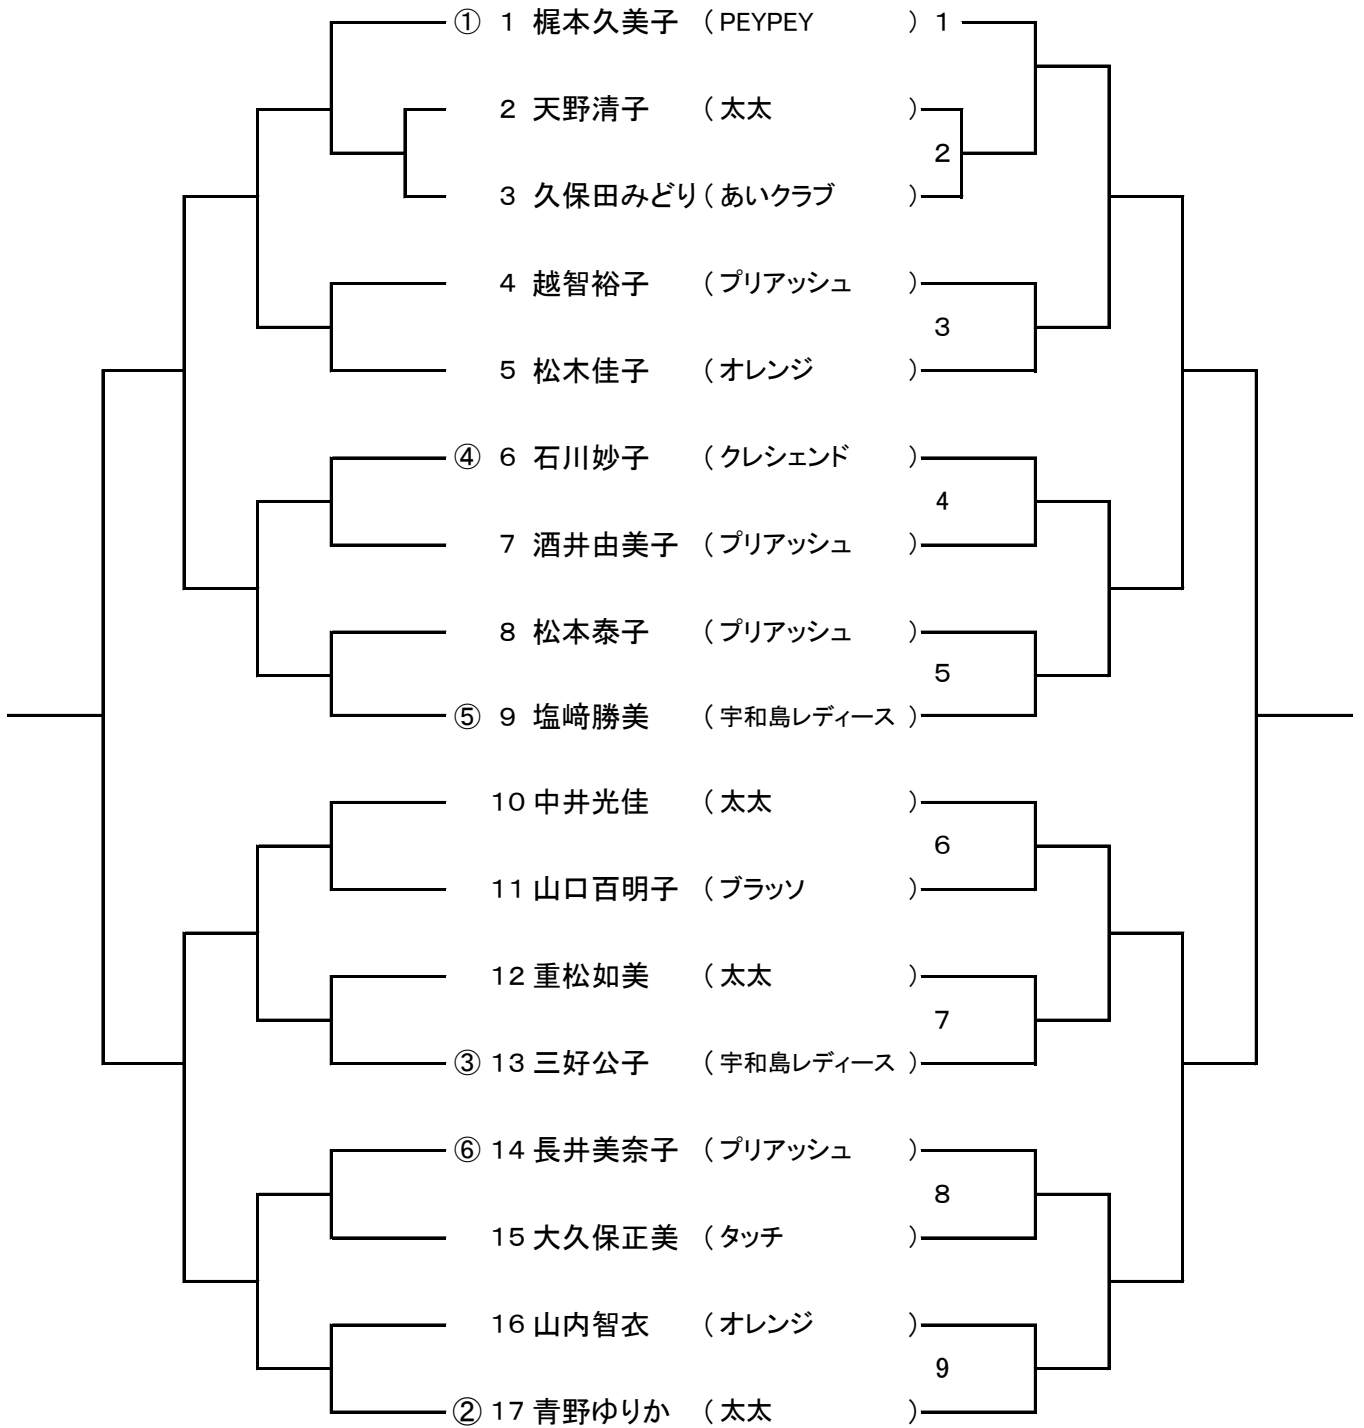 ① 1 梶本久美子 （ PEYPEY ） 1
2 天野清子 （ 太太 ）
2
3 久保田みどり （ あいクラブ ）
4 越智裕子 （ プリアッシュ ）
3
5 松木佳子 （ オレンジ ）
④ 6 石川妙子 （ クレシェンド ）
4
7 酒井由美子 （ プリアッシュ ）
8 松本泰子 （ プリアッシュ ）
5
⑤ 9 塩﨑勝美 （ 宇和島レディース ）
10 中井光佳 （ 太太 ）
6
11 山口百明子 （ ブラッソ ）
12 重松如美 （ 太太 ）
7
③ 13 三好公子 （ 宇和島レディース ）
⑥ 14 長井美奈子 （ プリアッシュ ）
8
15 大久保正美 （ タッチ ）
16 山内智衣 （ オレンジ ）
9
② 17 青野ゆりか （ 太太 ）